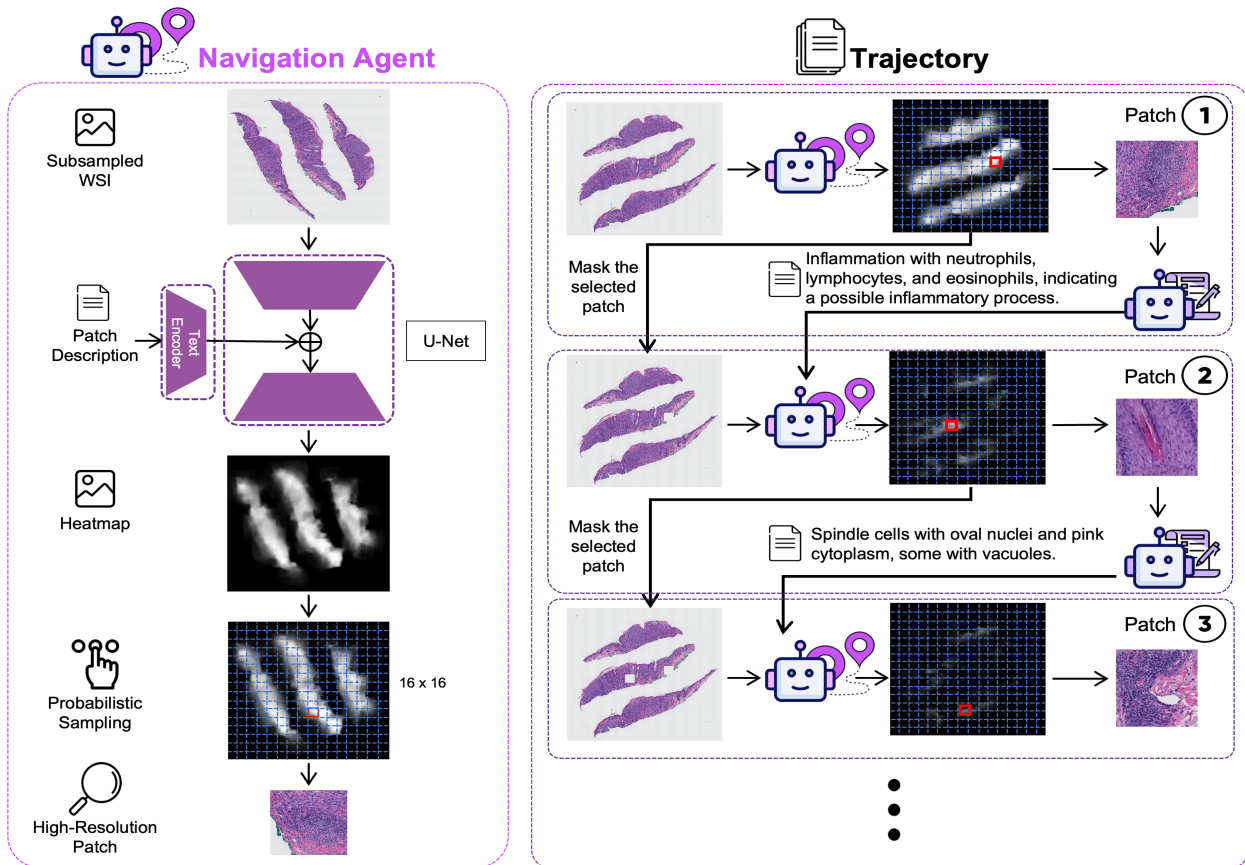 Navigation Agent
Subsampled
WSI
Patch
Description
Text
Encoder
U-Net
Heatmap
Probabilistic
Sampling
16 x 16
High-Resolution
Patch
Trajectory
Patch 1
Mask the
selected
patch
Inflammation with neutrophils,
lymphocytes, and eosinophils, indicating
a possible inflammatory process.
Patch 2
Mask the
selected
patch
Spindle cells with oval nuclei and pink
cytoplasm, some with vacuoles.
Patch 3